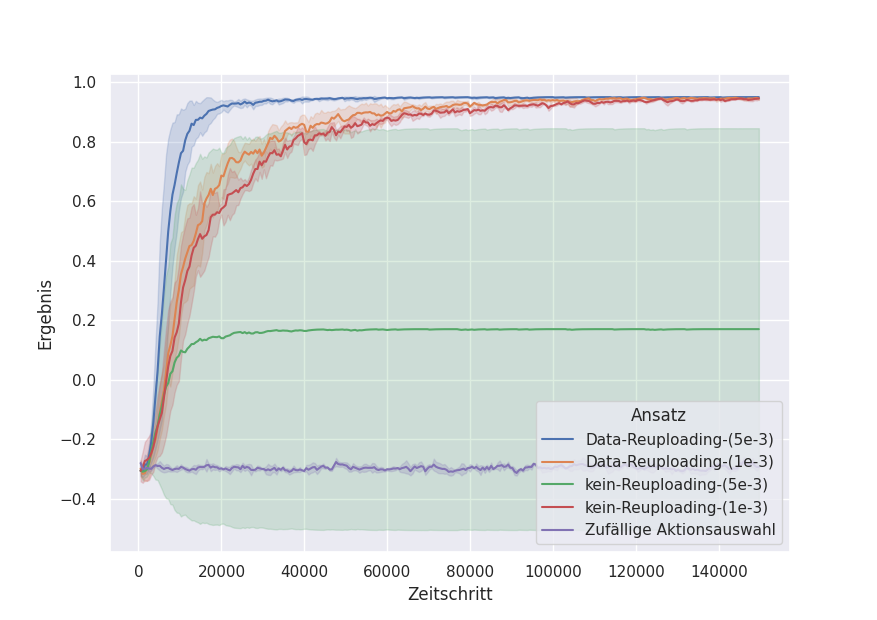 1.0
0.8
0.6
0.4
0.2
0.0
−0.2
−0.4
Ergebnis
0
20000
40000
60000
80000
100000
120000
140000
Zeitschritt
Ansatz
Data-Reuploading-(5e-3)
Data-Reuploading-(1e-3)
kein-Reuploading-(5e-3)
kein-Reuploading-(1e-3)
Zufällige Aktionsauswahl